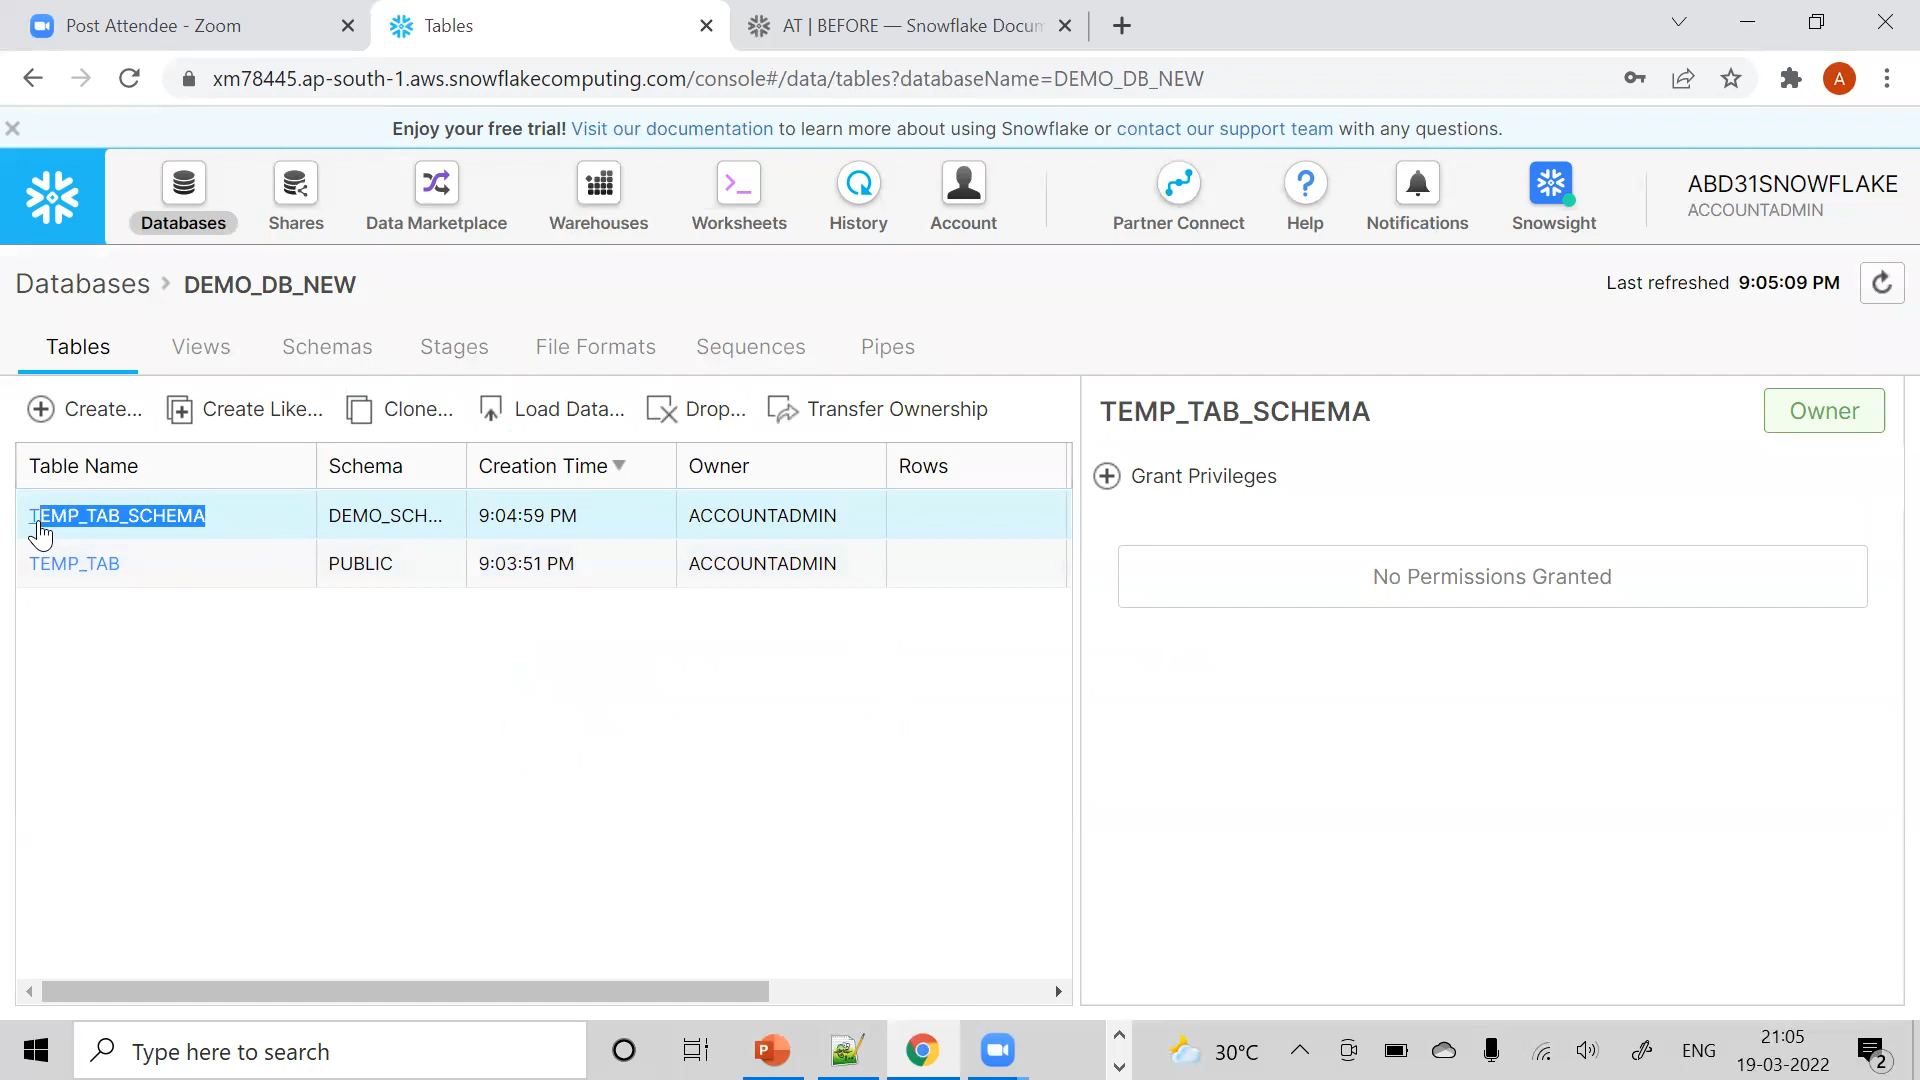 Post Attendee - Zoom
Tables
AT | BEFORE — Snowflake Docum
xm78445.ap-south-1.aws.snowflakecomputing.com/console#/data/tables?databaseName=DEMO_DB_NEW
A
Enjoy your free trial! Visit our documentation to learn more about using Snowflake or contact our support team with any questions.
Databases
Shares
Data Marketplace
Warehouses
Worksheets
History
Account
Partner Connect
Help
Notifications
Snowsight
ABD31SNOWFLAKE
ACCOUNTADMIN
Databases > DEMO_DB_NEW
Last refreshed 9:05:09 PM
Tables Views Schemas Stages File Formats Sequences Pipes
Create... Create Like... Clone... Load Data... Drop... Transfer Ownership
Table Name Schema Creation Time Owner Rows
TEMP_TAB_SCHEMA DEMO_SCH... 9:04:59 PM ACCOUNTADMIN
TEMP_TAB PUBLIC 9:03:51 PM ACCOUNTADMIN
TEMP_TAB_SCHEMA
Owner
Grant Privileges
No Permissions Granted
Type here to search
30°C
ENG
21:05
19-03-2022
2